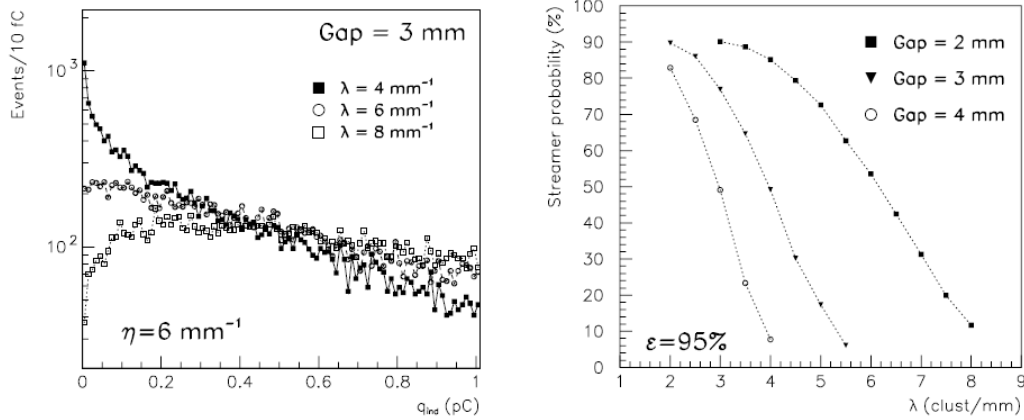 Events/10 fC
10³
10²
Gap = 3 mm
λ = 4 mm⁻¹
λ = 6 mm⁻¹
λ = 8 mm⁻¹
η=6 mm⁻¹
0 0.2 0.4 0.6 0.8 1
q_ind (pC)
Streamer probability (%)
100
90
80
70
60
50
40
30
20
10
0
Gap = 2 mm
Gap = 3 mm
Gap = 4 mm
ε=95%
1 2 3 4 5 6 7 8 9
λ (clust/mm)